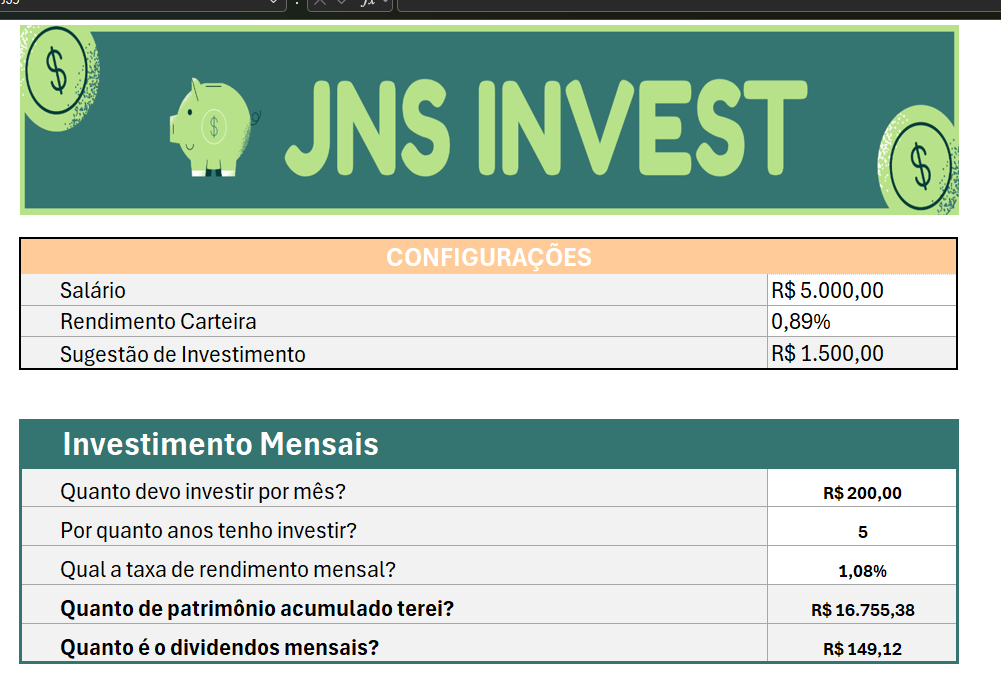 fx
$
$
JNS INVEST
$
CONFIGURAÇÕES
Salário R$ 5.000,00
Rendimento Carteira 0,89%
Sugestão de Investimento R$ 1.500,00
Investimento Mensais
Quanto devo investir por mês? R$ 200,00
Por quanto anos tenho investir? 5
Qual a taxa de rendimento mensal? 1,08%
Quanto de patrimônio acumulado terei? R$ 16.755,38
Quanto é o dividendos mensais? R$ 149,12